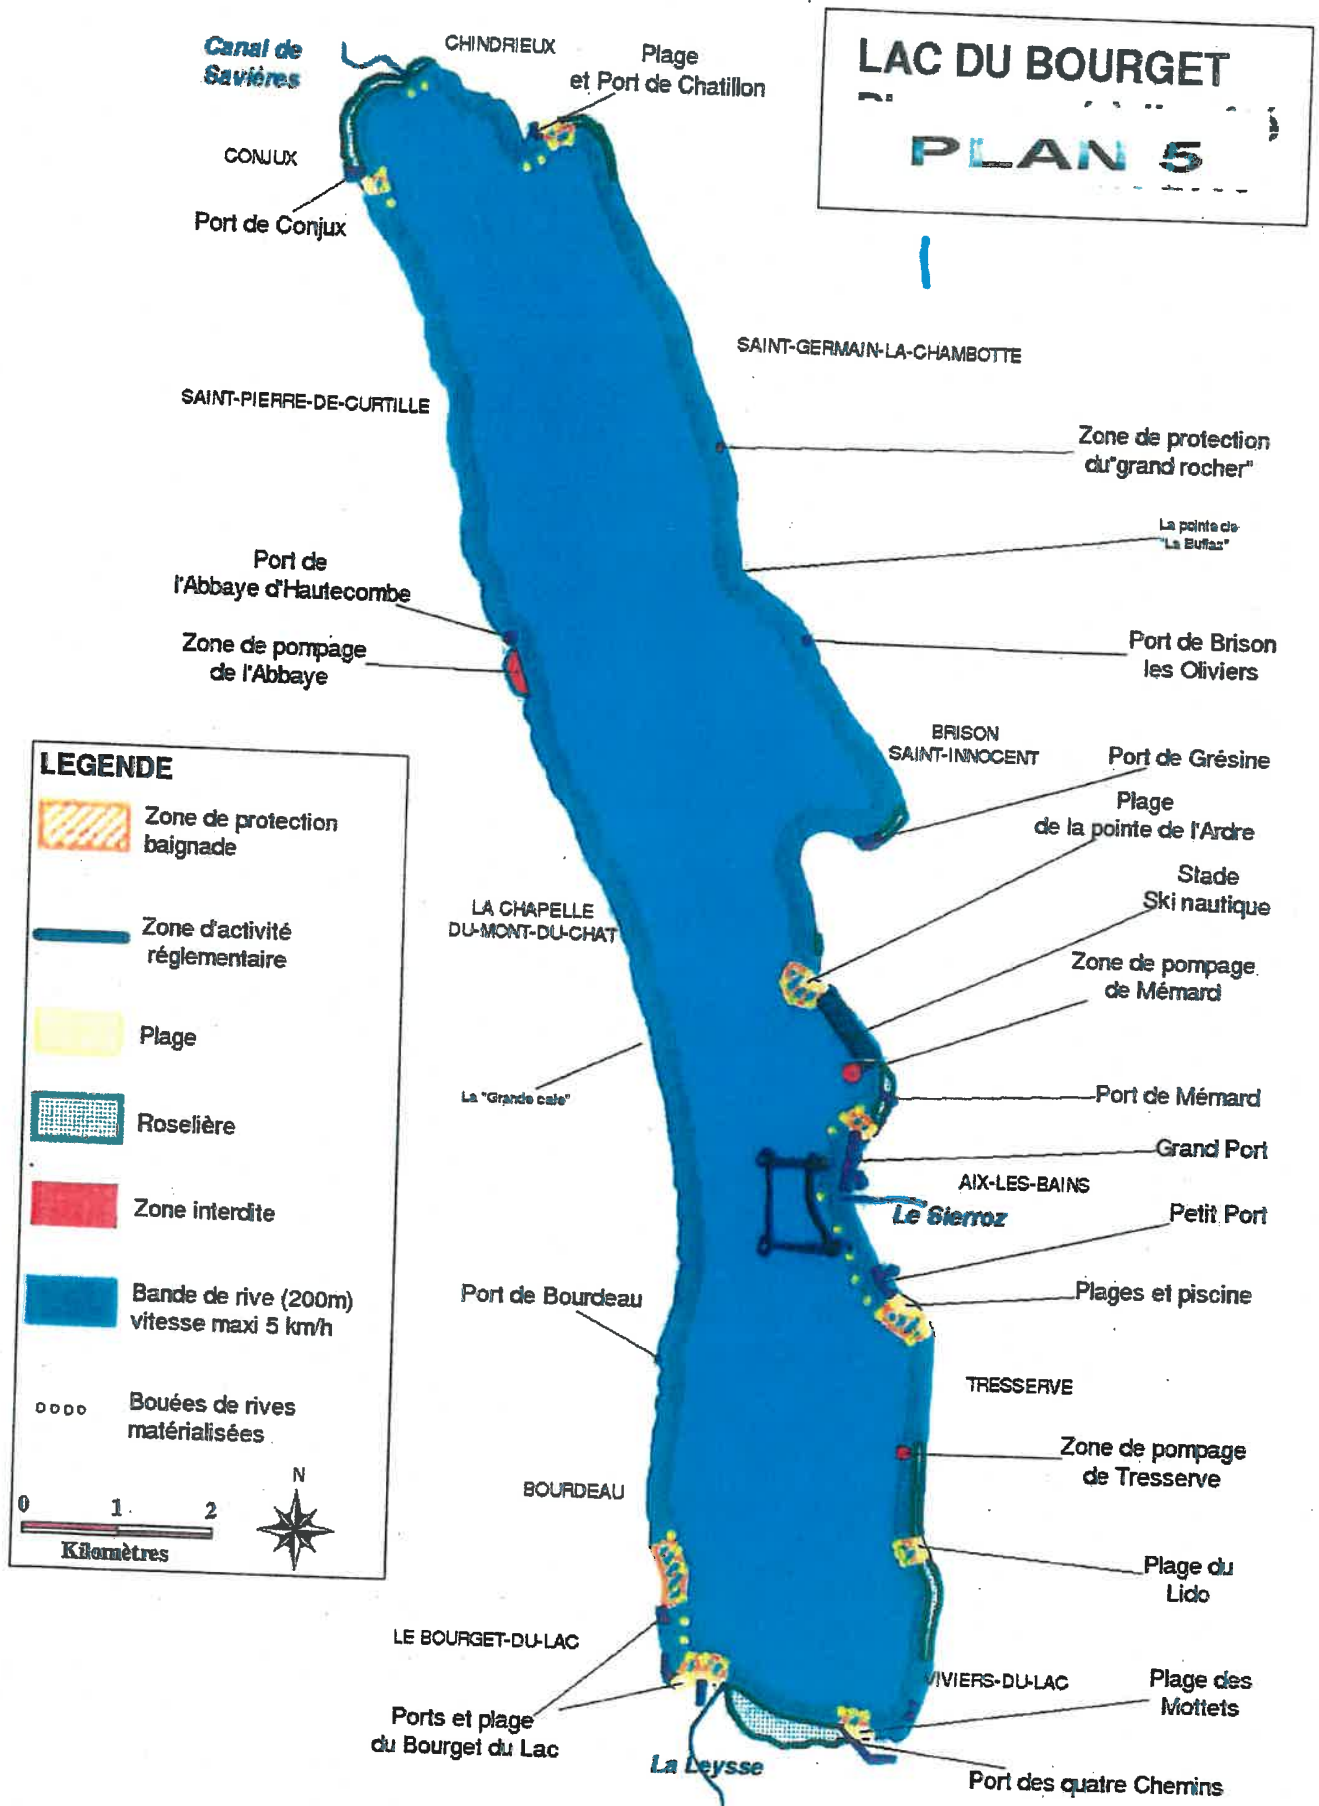 LAC DU BOURGET
PLAN 5
Canal de
Savières
CHINDRIEUX
Plage
et Port de Chatillon
CONJUX
Port de Conjux
SAINT-GERMAIN-LA-CHAMBOTTE
SAINT-PIERRE-DE-CURTILLE
Zone de protection
du"grand rocher"
La pointe de
"La Buffaz"
Port de
l'Abbaye d'Hautecombe
Zone de pompage
de l'Abbaye
Port de Brison
les Oliviers
BRISON
SAINT-INNOCENT
Port de Grésine
Plage
de la pointe de l'Ardre
Stade
Ski nautique
LA CHAPELLE
DU-MONT-DU-CHAT
Zone de pompage
de Mémard
La "Grande cale"
Port de Mémard
Grand Port
AIX-LES-BAINS
Le Sierroz
Petit Port
Plages et piscine
Port de Bourdeau
TRESSERVE
Zone de pompage
de Tresserve
BOURDEAU
Plage du
Lido
LE BOURGET-DU-LAC
VIVIERS-DU-LAC
Plage des
Mottets
Ports et plage
du Bourget du Lac
La Leysse
Port des quatre Chemins
LEGENDE
Zone de protection
baignade
Zone d'activité
réglementaire
Plage
Roselière
Zone interdite
Bande de rive (200m)
vitesse maxi 5 km/h
Bouées de rives
matérialisées
N
0 1 2
Kilomètres